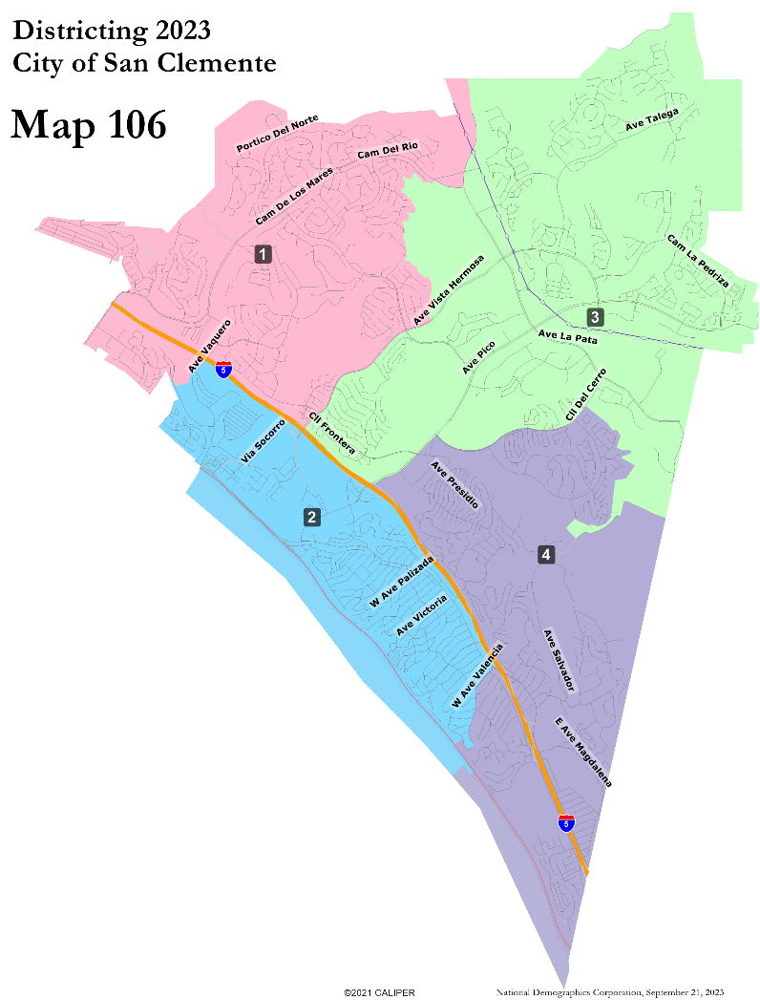 Districting 2023
City of San Clemente
Map 106
Ave Talega
Portico Del Norte
Cam Del Rio
Cam De Los Mares
1
Cam La Pedriza
Ave Vista Hermosa
3
Ave La Pata
Ave Vaquero
5
Ave Pico
Cll Del Cerro
Cll Frontera
Via Socorro
Ave Presidio
2
4
W Ave Palizada
Ave Victoria
Ave Salvador
W Ave Valencia
E Ave Magdalena
5
©2021 CALIPER
National Demographics Corporation, September 21, 2023